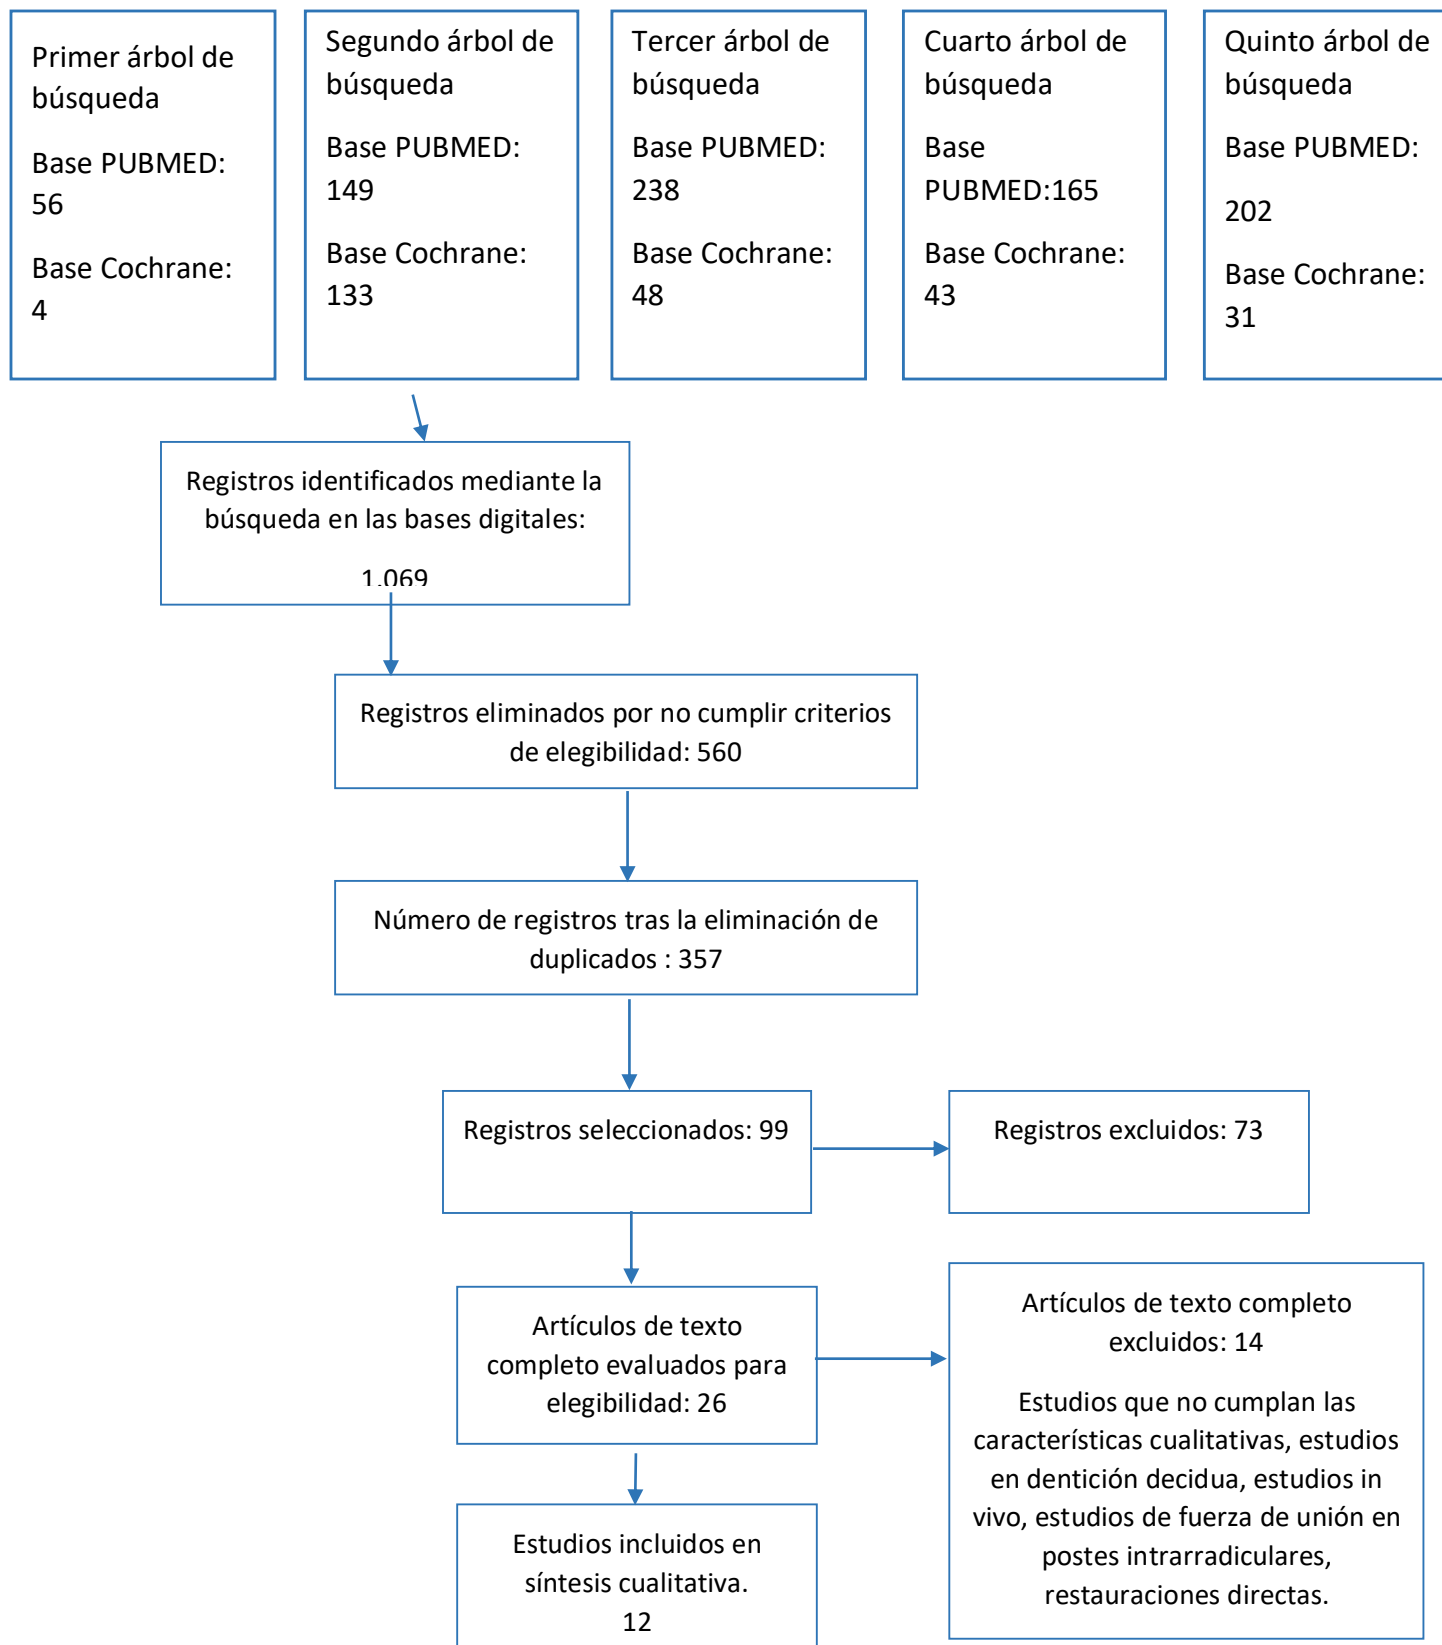 Primer árbol de
búsqueda
Base PUBMED:
56
Base Cochrane:
4
Segundo árbol de
búsqueda
Base PUBMED:
149
Base Cochrane:
133
Tercer árbol de
búsqueda
Base PUBMED:
238
Base Cochrane:
48
Cuarto árbol de
búsqueda
Base
PUBMED:165
Base Cochrane:
43
Quinto árbol de
búsqueda
Base PUBMED:
202
Base Cochrane:
31
Registros identificados mediante la
búsqueda en las bases digitales:
1.069
Registros eliminados por no cumplir criterios
de elegibilidad: 560
Número de registros tras la eliminación de
duplicados : 357
Registros seleccionados: 99
Registros excluidos: 73
Artículos de texto
completo evaluados para
elegibilidad: 26
Artículos de texto completo
excluidos: 14
Estudios que no cumplan las
características cualitativas, estudios
en dentición decidua, estudios in
vivo, estudios de fuerza de unión en
postes intrarradiculares,
restauraciones directas.
Estudios incluidos en
síntesis cualitativa.
12